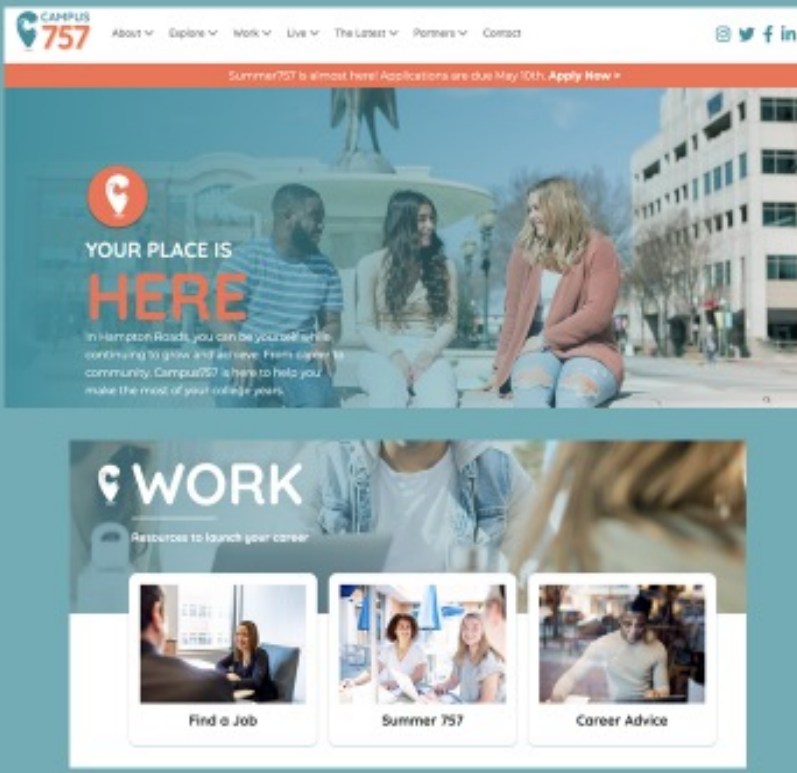 CAMPUS
757
About Explore Work Live The Latest Partners Contact
Summer757 is almost here! Applications are due May 10th. Apply Now >
YOUR PLACE IS
HERE
In Hampton Roads, you can be yourself while
continuing to grow and achieve. From career to
community, Campus757 is here to help you
make the most of your college years.
WORK
Resources to launch your career
Find a Job
Summer 757
Career Advice